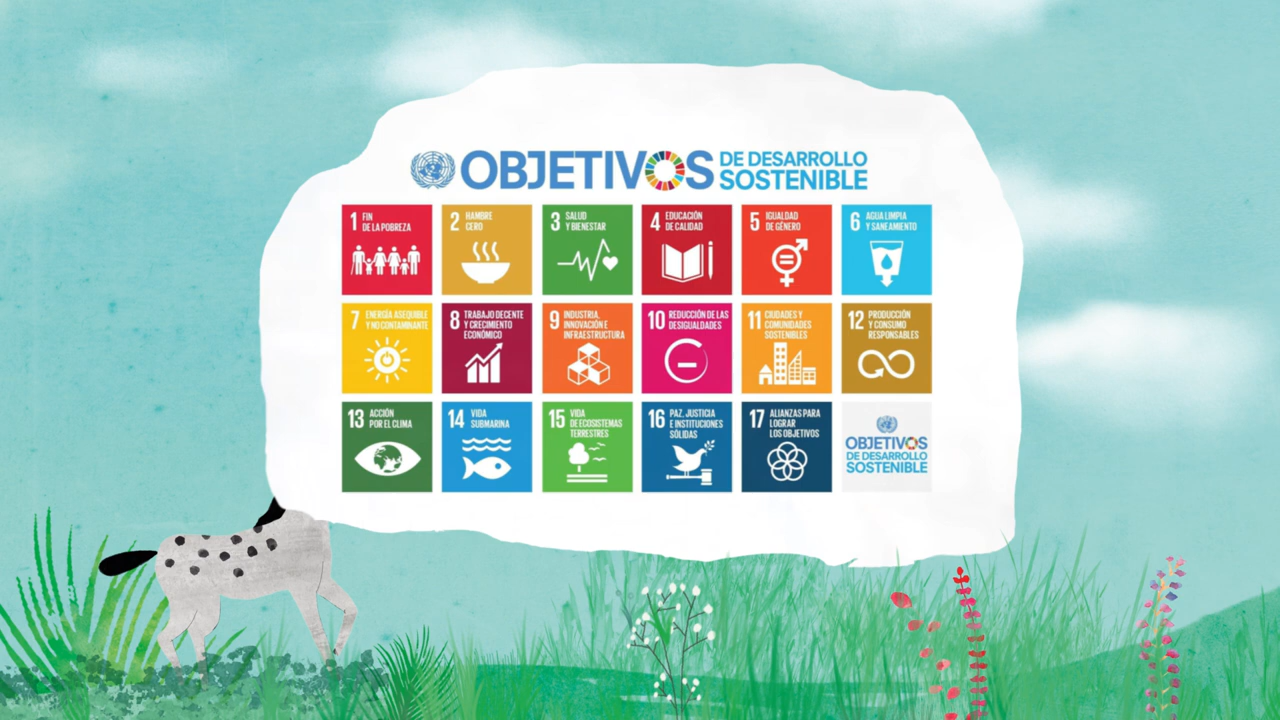 OBJETIVOS DE DESARROLLO
SOSTENIBLE
1 FIN
DE LA POBREZA
2 HAMBRE
CERO
3 SALUD
Y BIENESTAR
4 EDUCACIÓN
DE CALIDAD
5 IGUALDAD
DE GÉNERO
6 AGUA LIMPIA
Y SANEAMIENTO
7 ENERGÍA ASEQUIBLE
Y NO CONTAMINANTE
8 TRABAJO DECENTE
Y CRECIMIENTO
ECONÓMICO
9 INDUSTRIA,
INNOVACIÓN E
INFRAESTRUCTURA
10 REDUCCIÓN DE LAS
DESIGUALDADES
11 CIUDADES Y
COMUNIDADES
SOSTENIBLES
12 PRODUCCIÓN
Y CONSUMO
RESPONSABLES
13 ACCIÓN
POR EL CLIMA
14 VIDA
SUBMARINA
15 VIDA
DE ECOSISTEMAS
TERRESTRES
16 PAZ, JUSTICIA
E INSTITUCIONES
SÓLIDAS
17 ALIANZAS PARA
LOGRAR
LOS OBJETIVOS
OBJETIVOS
DE DESARROLLO
SOSTENIBLE